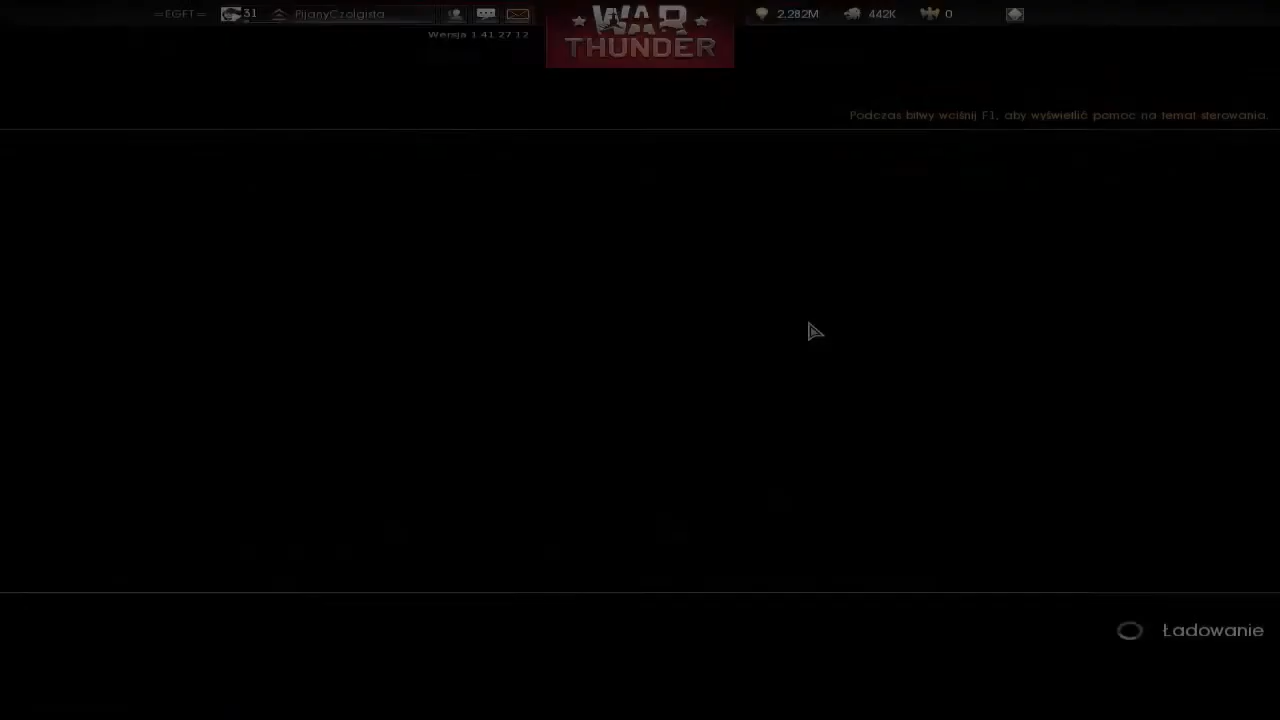 =EGFT= 31 PijanyCzolgista 2,282M 442K 0
WAR
THUNDER
Wersja 1.41.27.12
Podczas bitwy wciśnij F1, aby wyświetlić pomoc na temat sterowania.
Ładowanie